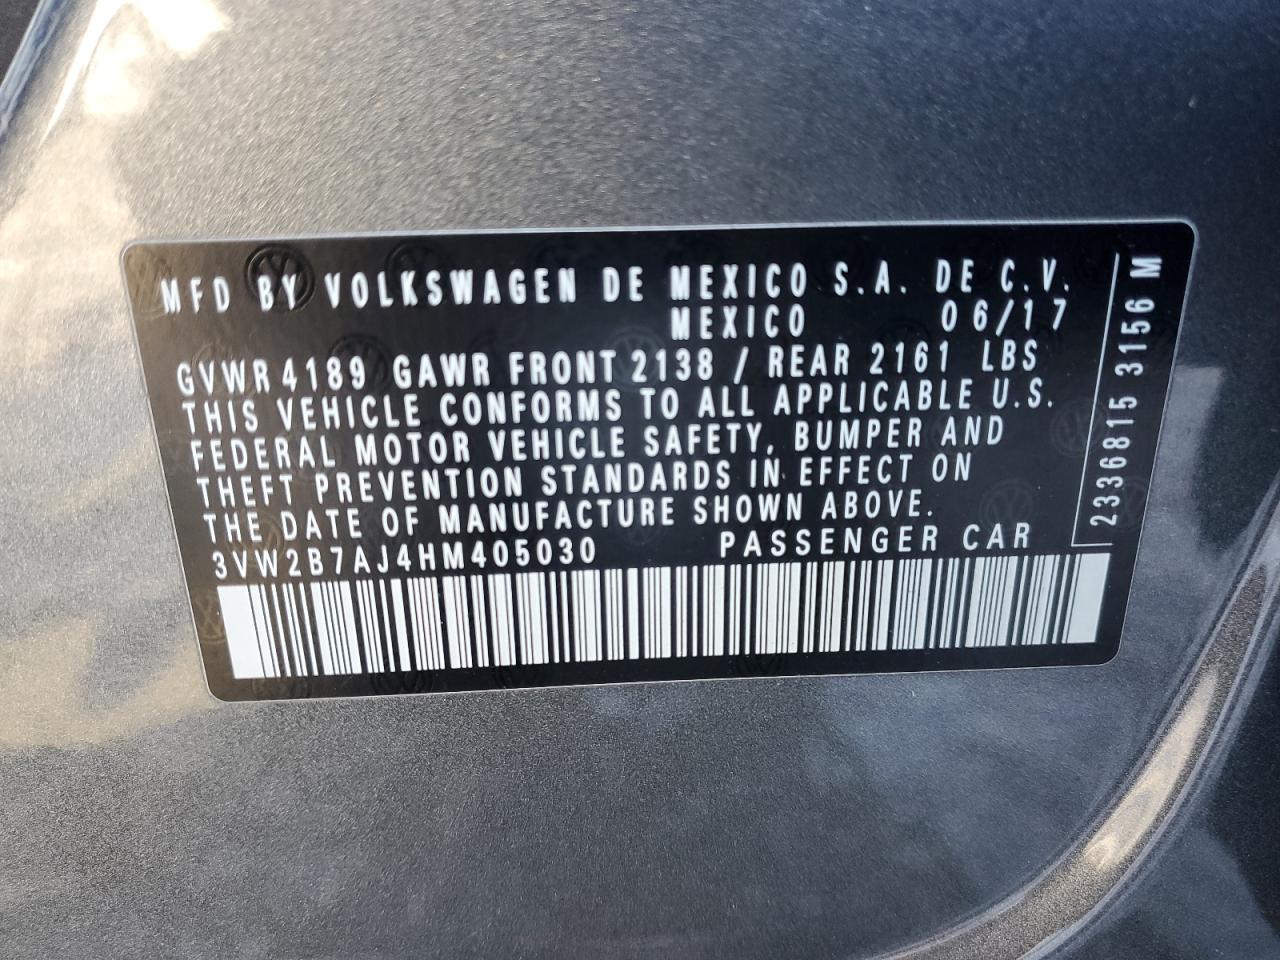 MFD BY VOLKSWAGEN DE MEXICO S.A. DE C.V.
MEXICO 06/17
GVWR 4189 GAWR FRONT 2138 / REAR 2161 LBS
THIS VEHICLE CONFORMS TO ALL APPLICABLE U.S.
FEDERAL MOTOR VEHICLE SAFETY, BUMPER AND
THEFT PREVENTION STANDARDS IN EFFECT ON
THE DATE OF MANUFACTURE SHOWN ABOVE.
3VW2B7AJ4HM405030 PASSENGER CAR
2336815 3156 M